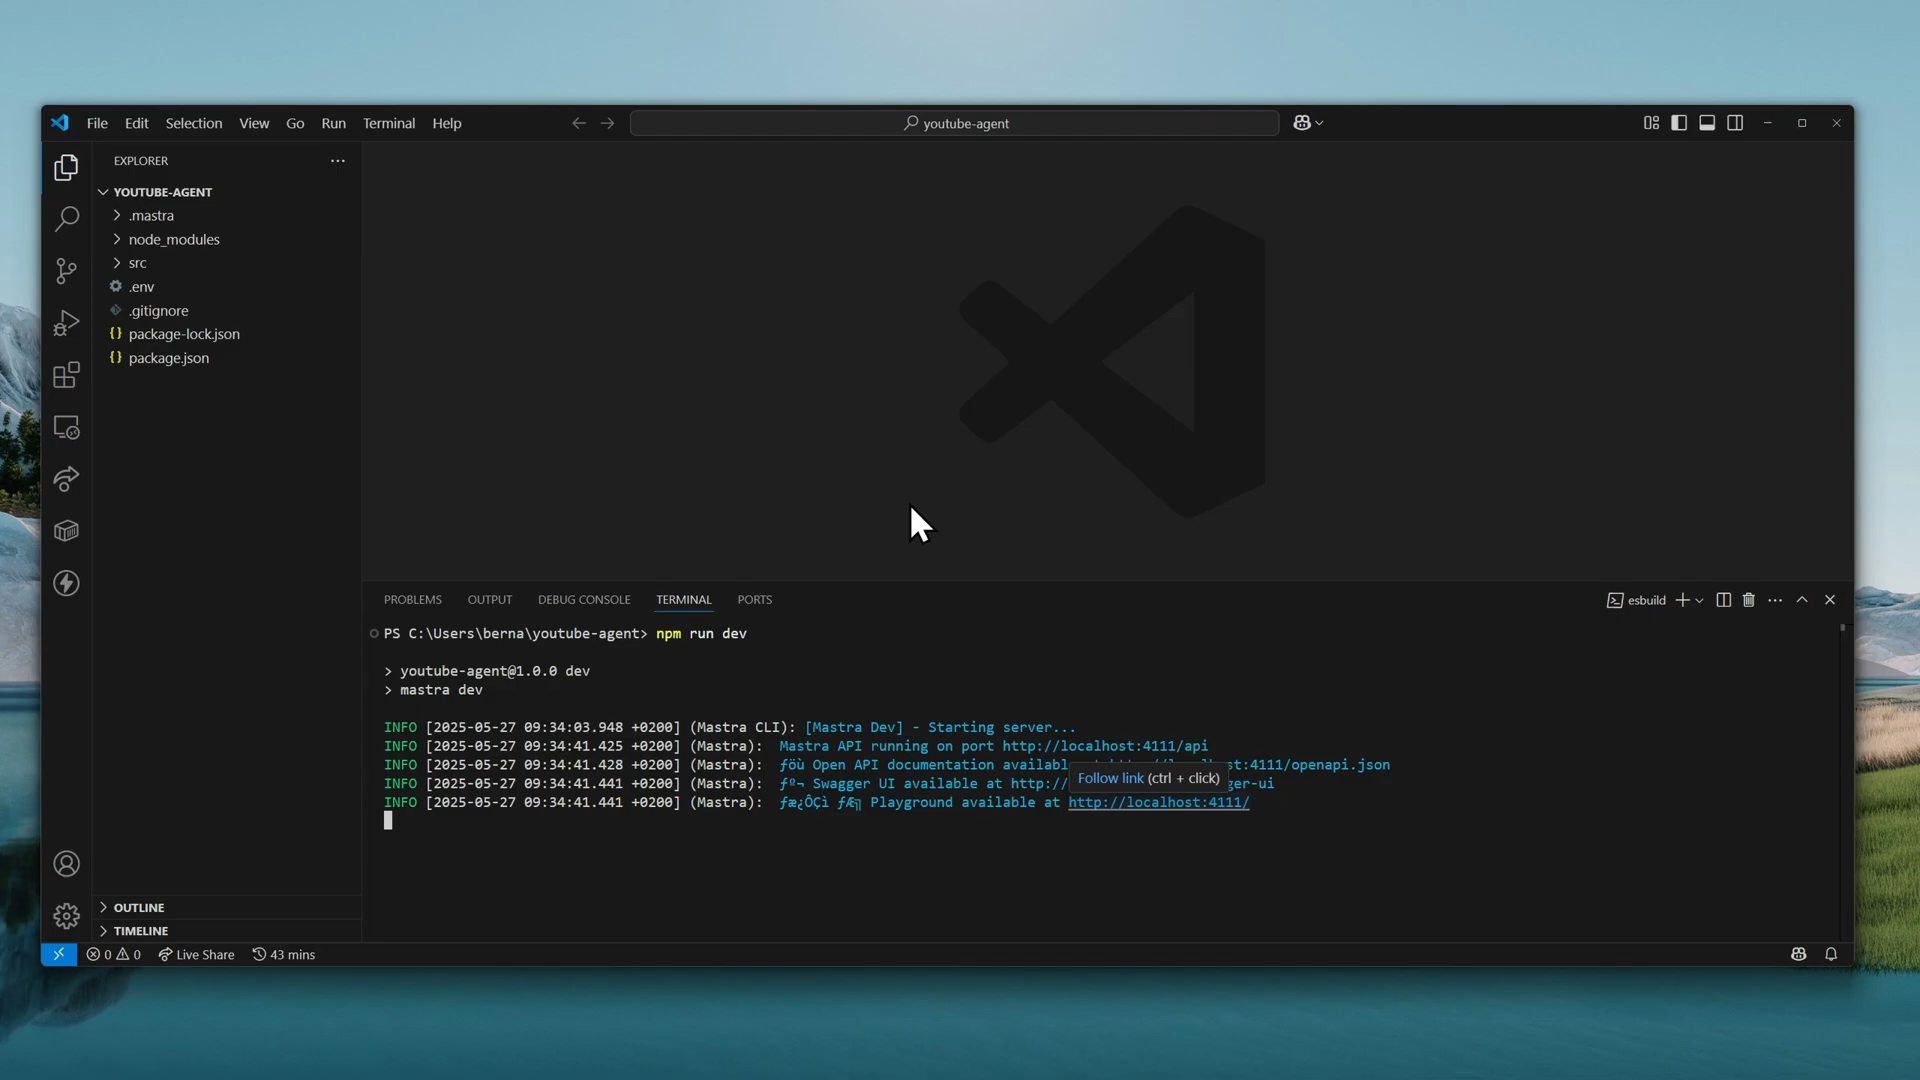 File Edit Selection View Go Run Terminal Help
youtube-agent
EXPLORER
YOUTUBE-AGENT
.mastra
node_modules
src
.env
.gitignore
package-lock.json
package.json
OUTLINE
TIMELINE
PROBLEMS OUTPUT DEBUG CONSOLE TERMINAL PORTS
esbuild
PS C:\Users\berna\youtube-agent> npm run dev
> youtube-agent@1.0.0 dev
> mastra dev
INFO [2025-05-27 09:34:03.948 +0200] (Mastra CLI): [Mastra Dev] - Starting server...
INFO [2025-05-27 09:34:41.425 +0200] (Mastra): Mastra API running on port http://localhost:4111/api
INFO [2025-05-27 09:34:41.428 +0200] (Mastra): ƒöù Open API documentation availabl st:4111/openapi.json
Follow link (ctrl + click)
INFO [2025-05-27 09:34:41.441 +0200] (Mastra): ƒº¬ Swagger UI available at http:// ger-ui
INFO [2025-05-27 09:34:41.441 +0200] (Mastra): ƒæ¿ÔÇì ƒÆ╗ Playground available at http://localhost:4111/
0 0 Live Share 43 mins